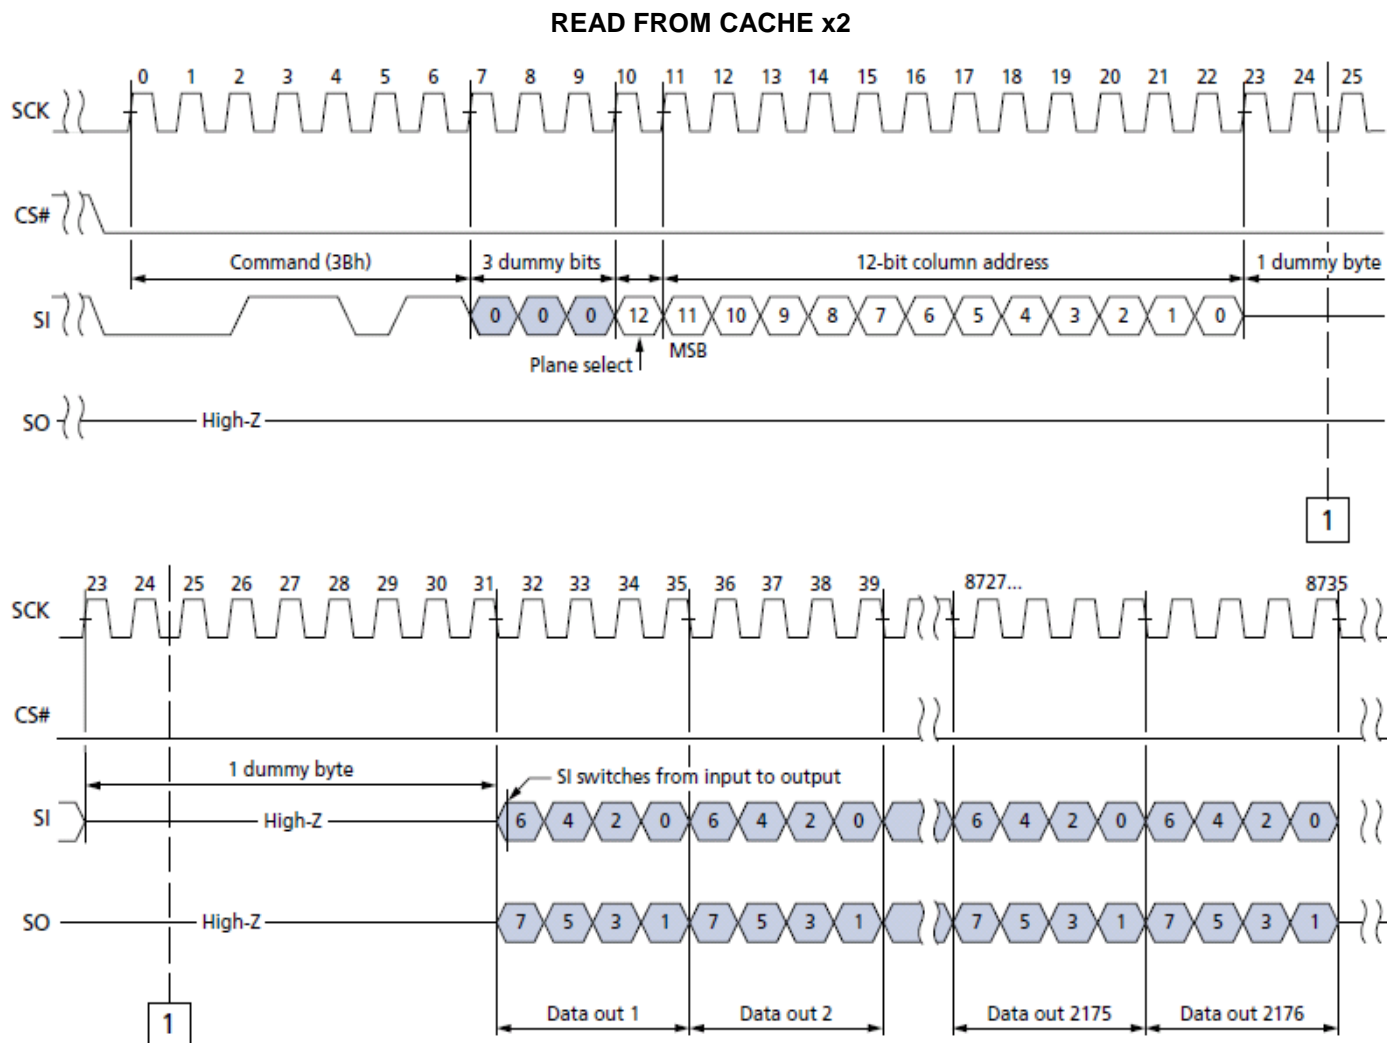 READ FROM CACHE x2
0 1 2 3 4 5 6 7 8 9 10 11 12 13 14 15 16 17 18 19 20 21 22 23 24 25
SCK
CS#
Command (3Bh) 3 dummy bits 12-bit column address 1 dummy byte
SI 0 0 0 12 11 10 9 8 7 6 5 4 3 2 1 0
Plane select MSB
SO High-Z
1
23 24 25 26 27 28 29 30 31 32 33 34 35 36 37 38 39 8727... 8735
SCK
CS#
1 dummy byte SI switches from input to output
SI High-Z 6 4 2 0 6 4 2 0 6 4 2 0 6 4 2 0
SO High-Z 7 5 3 1 7 5 3 1 7 5 3 1 7 5 3 1
1 Data out 1 Data out 2 Data out 2175 Data out 2176